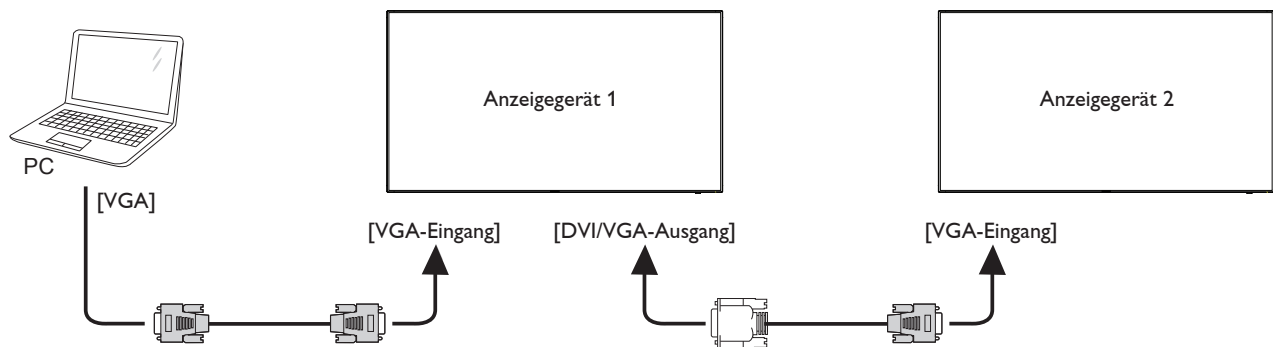 Anzeigegerät 1
Anzeigegerät 2
PC
[VGA]
[VGA-Eingang]
[DVI/VGA-Ausgang]
[VGA-Eingang]